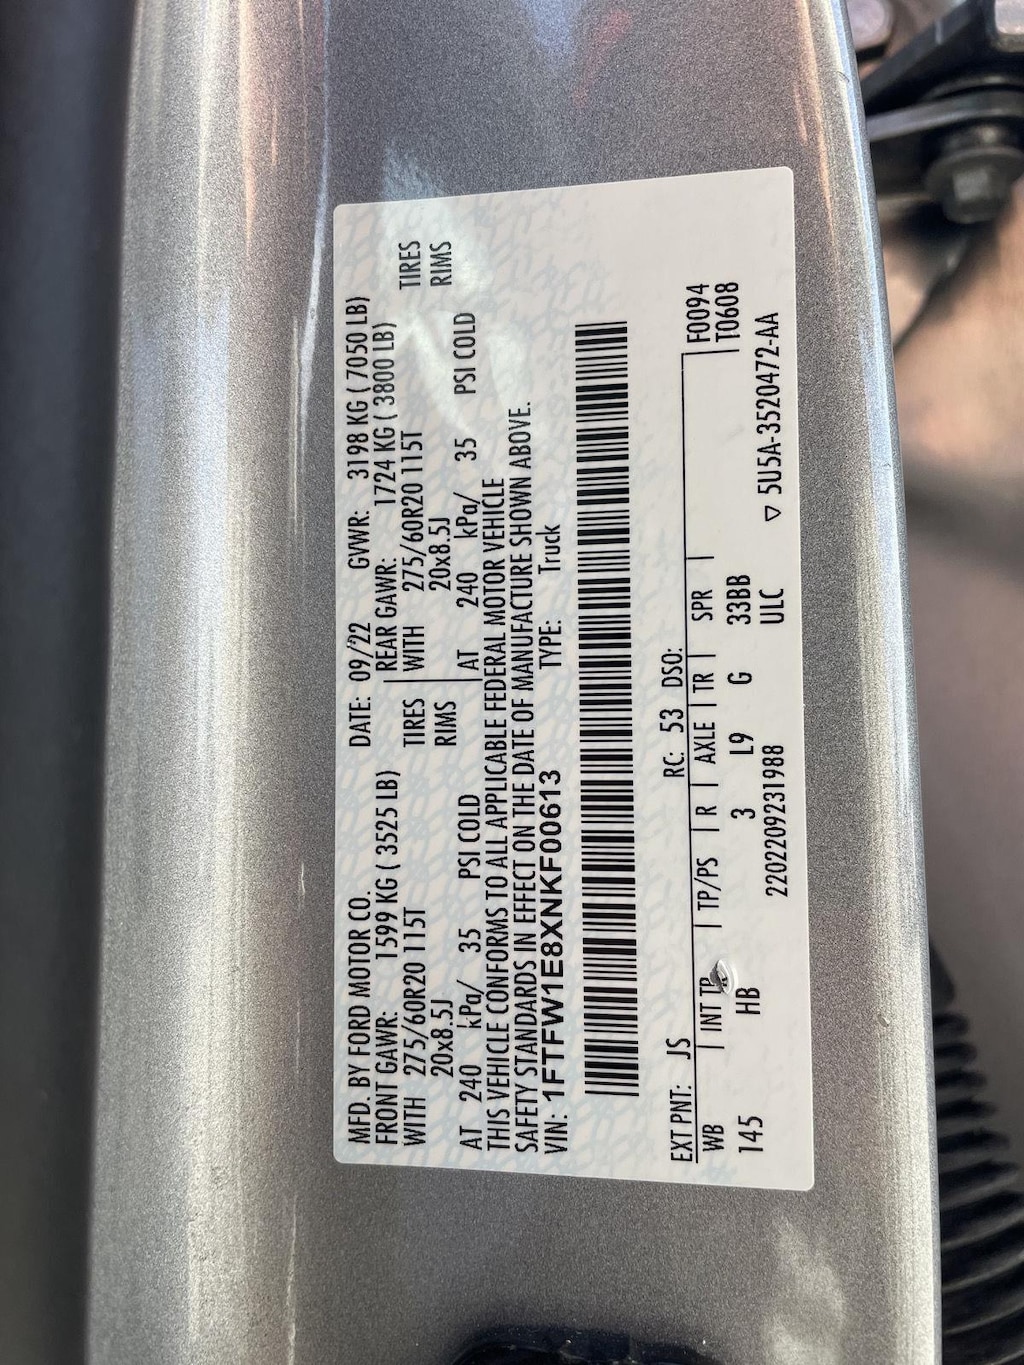 MFD. BY FORD MOTOR CO. DATE: 09/'22 GVWR: 3198 KG ( 7050 LB)
FRONT GAWR: 1599 KG ( 3525 LB) REAR GAWR: 1724 KG ( 3800 LB)
WITH 275/60R20 115T TIRES WITH 275/60R20 115T TIRES
20x8.5J RIMS 20x8.5J RIMS
AT 240 kPa/ 35 PSI COLD AT 240 kPa/ 35 PSI COLD
THIS VEHICLE CONFORMS TO ALL APPLICABLE FEDERAL MOTOR VEHICLE
SAFETY STANDARDS IN EFFECT ON THE DATE OF MANUFACTURE SHOWN ABOVE.
VIN: 1FTFW1E8XNKF00613 TYPE: Truck
EXT PNT: JS RC: 53 DSO: F0094
WB INT TR TP/PS R AXLE TR SPR T0608
145 HB 3 L9 G 33BB
2202209231988 ULC ▽ 5U5A-3520472-AA